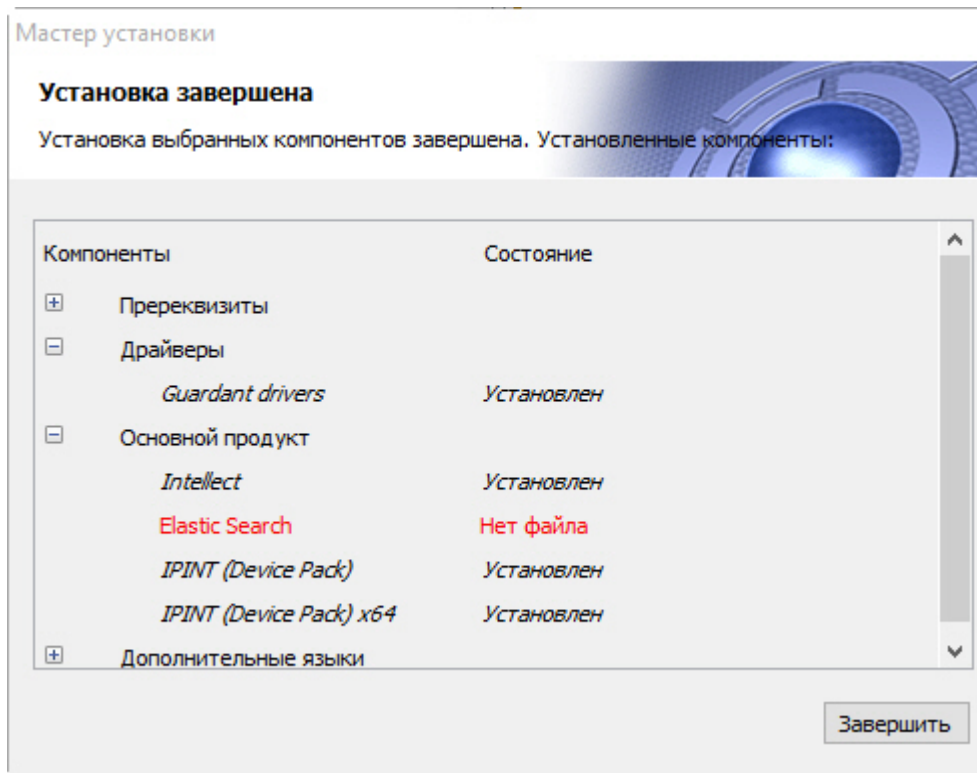 Мастер установки
Установка завершена
Установка выбранных компонентов завершена. Установленные компоненты:
Компоненты Состояние
Пререквизиты
Драйверы
Guardant drivers Установлен
Основной продукт
Intellect Установлен
Elastic Search Нет файла
IPINT (Device Pack) Установлен
IPINT (Device Pack) x64 Установлен
Дополнительные языки
Завершить